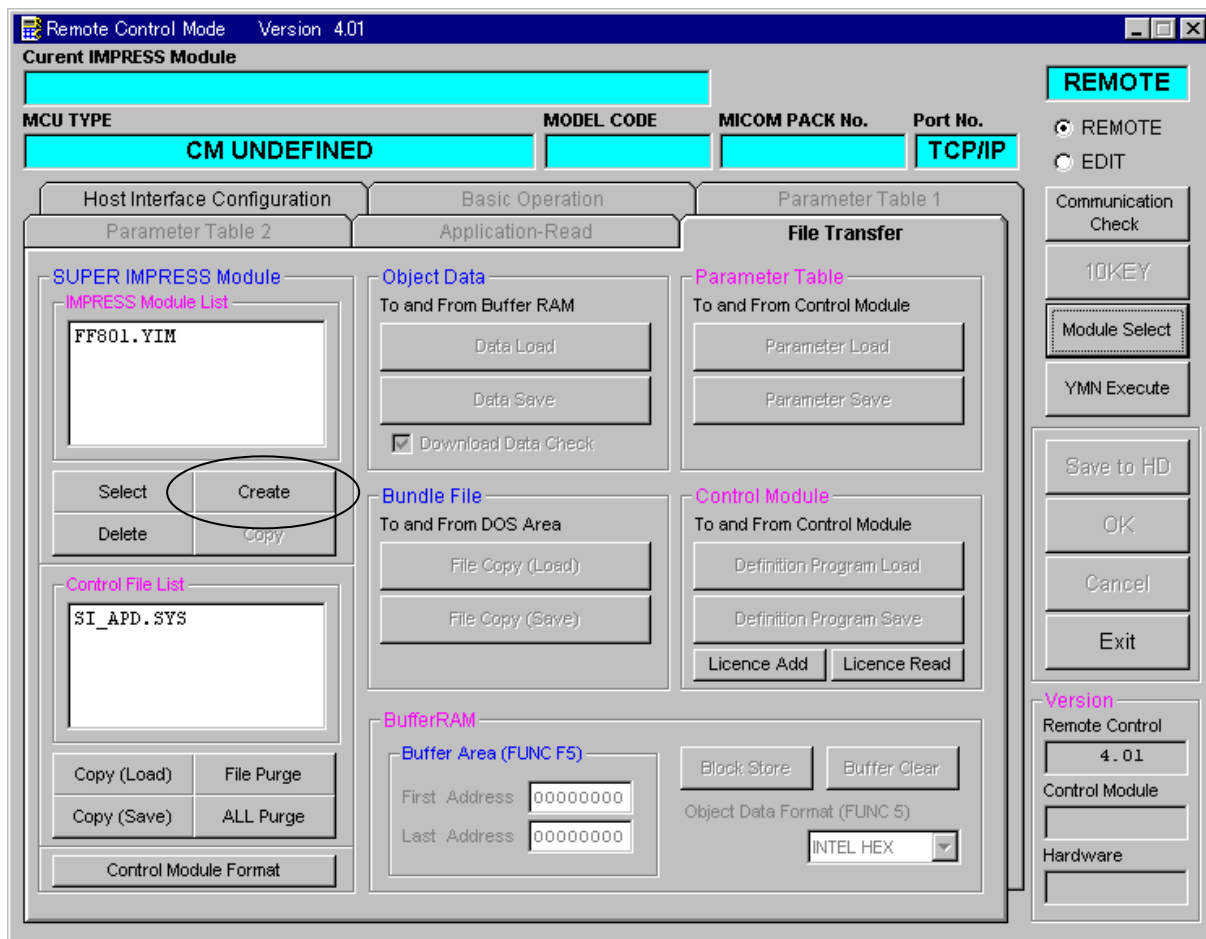 Remote Control Mode Version 4.01
Curent IMPRESS Module
REMOTE
MCU TYPE
MODEL CODE
MICOM PACK No.
Port No.
CM UNDEFINED
TCP/IP
REMOTE
EDIT
Host Interface Configuration
Basic Operation
Parameter Table 1
Parameter Table 2
Application-Read
File Transfer
SUPER IMPRESS Module
IMPRESS Module List
FF801.YIM
Select
Create
Delete
Copy
Control File List
SI_APD.SYS
Copy (Load)
File Purge
Copy (Save)
ALL Purge
Control Module Format
Object Data
To and From Buffer RAM
Data Load
Data Save
Download Data Check
Bundle File
To and From DOS Area
File Copy (Load)
File Copy (Save)
Parameter Table
To and From Control Module
Parameter Load
Parameter Save
Control Module
To and From Control Module
Definition Program Load
Definition Program Save
Licence Add
Licence Read
BufferRAM
Buffer Area (FUNC F5)
First Address
00000000
Last Address
00000000
Block Store
Buffer Clear
Object Data Format (FUNC 5)
INTEL HEX
Communication
Check
10KEY
Module Select
YMN Execute
Save to HD
OK
Cancel
Exit
Version
Remote Control
4.01
Control Module
Hardware